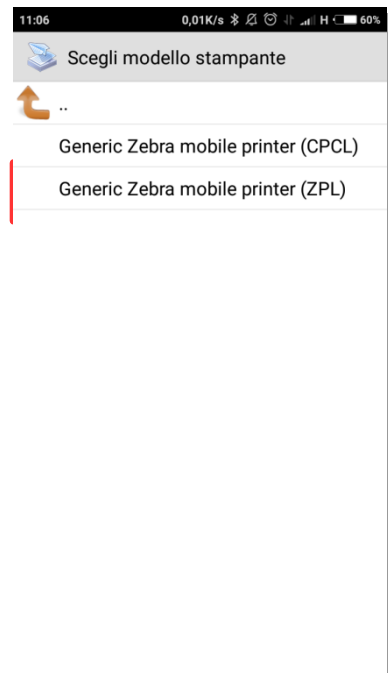 11:06 0,01K/s H 60%
Scegli modello stampante
..
Generic Zebra mobile printer (CPCL)
Generic Zebra mobile printer (ZPL)